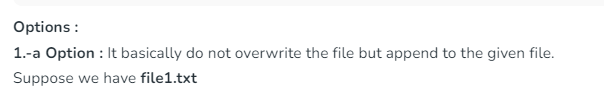 Options :
1.-a Option : It basically do not overwrite the file but append to the given file.
Suppose we have file1.txt